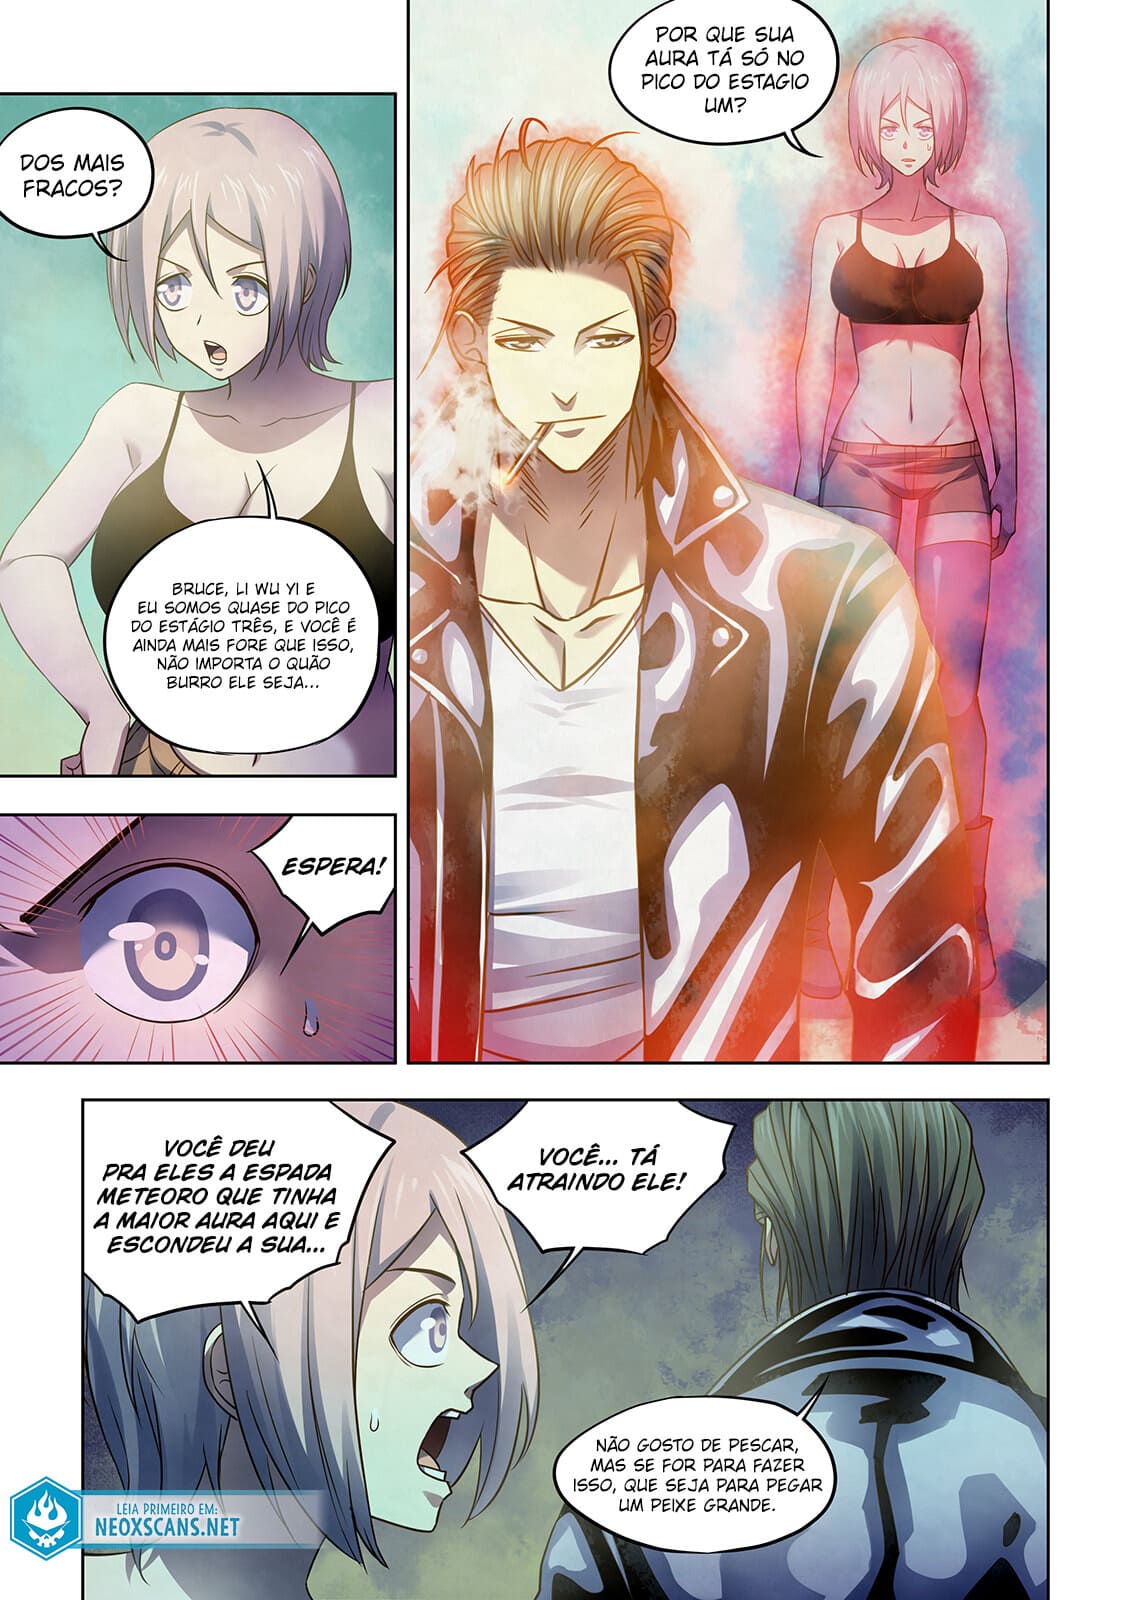 DOS MAIS
FRACOS?
BRUCE, LI WU YI E
EU SOMOS QUASE DO PICO
DO ESTÁGIO TRÊS, E VOCÊ É
AINDA MAIS FORE QUE ISSO,
NÃO IMPORTA O QUÃO
BURRO ELE SEJA...
POR QUE SUA
AURA TÁ SÓ NO
PICO DO ESTAGIO
UM?
ESPERA!
VOCÊ DEU
PRA ELES A ESPADA
METEORO QUE TINHA
A MAIOR AURA AQUI E
ESCONDEU A SUA...
VOCÊ... TÁ
ATRAINDO ELE!
NÃO GOSTO DE PESCAR,
MAS SE FOR PARA FAZER
ISSO, QUE SEJA PARA PEGAR
UM PEIXE GRANDE.
LEIA PRIMEIRO EM:
NEOXSCANS.NET